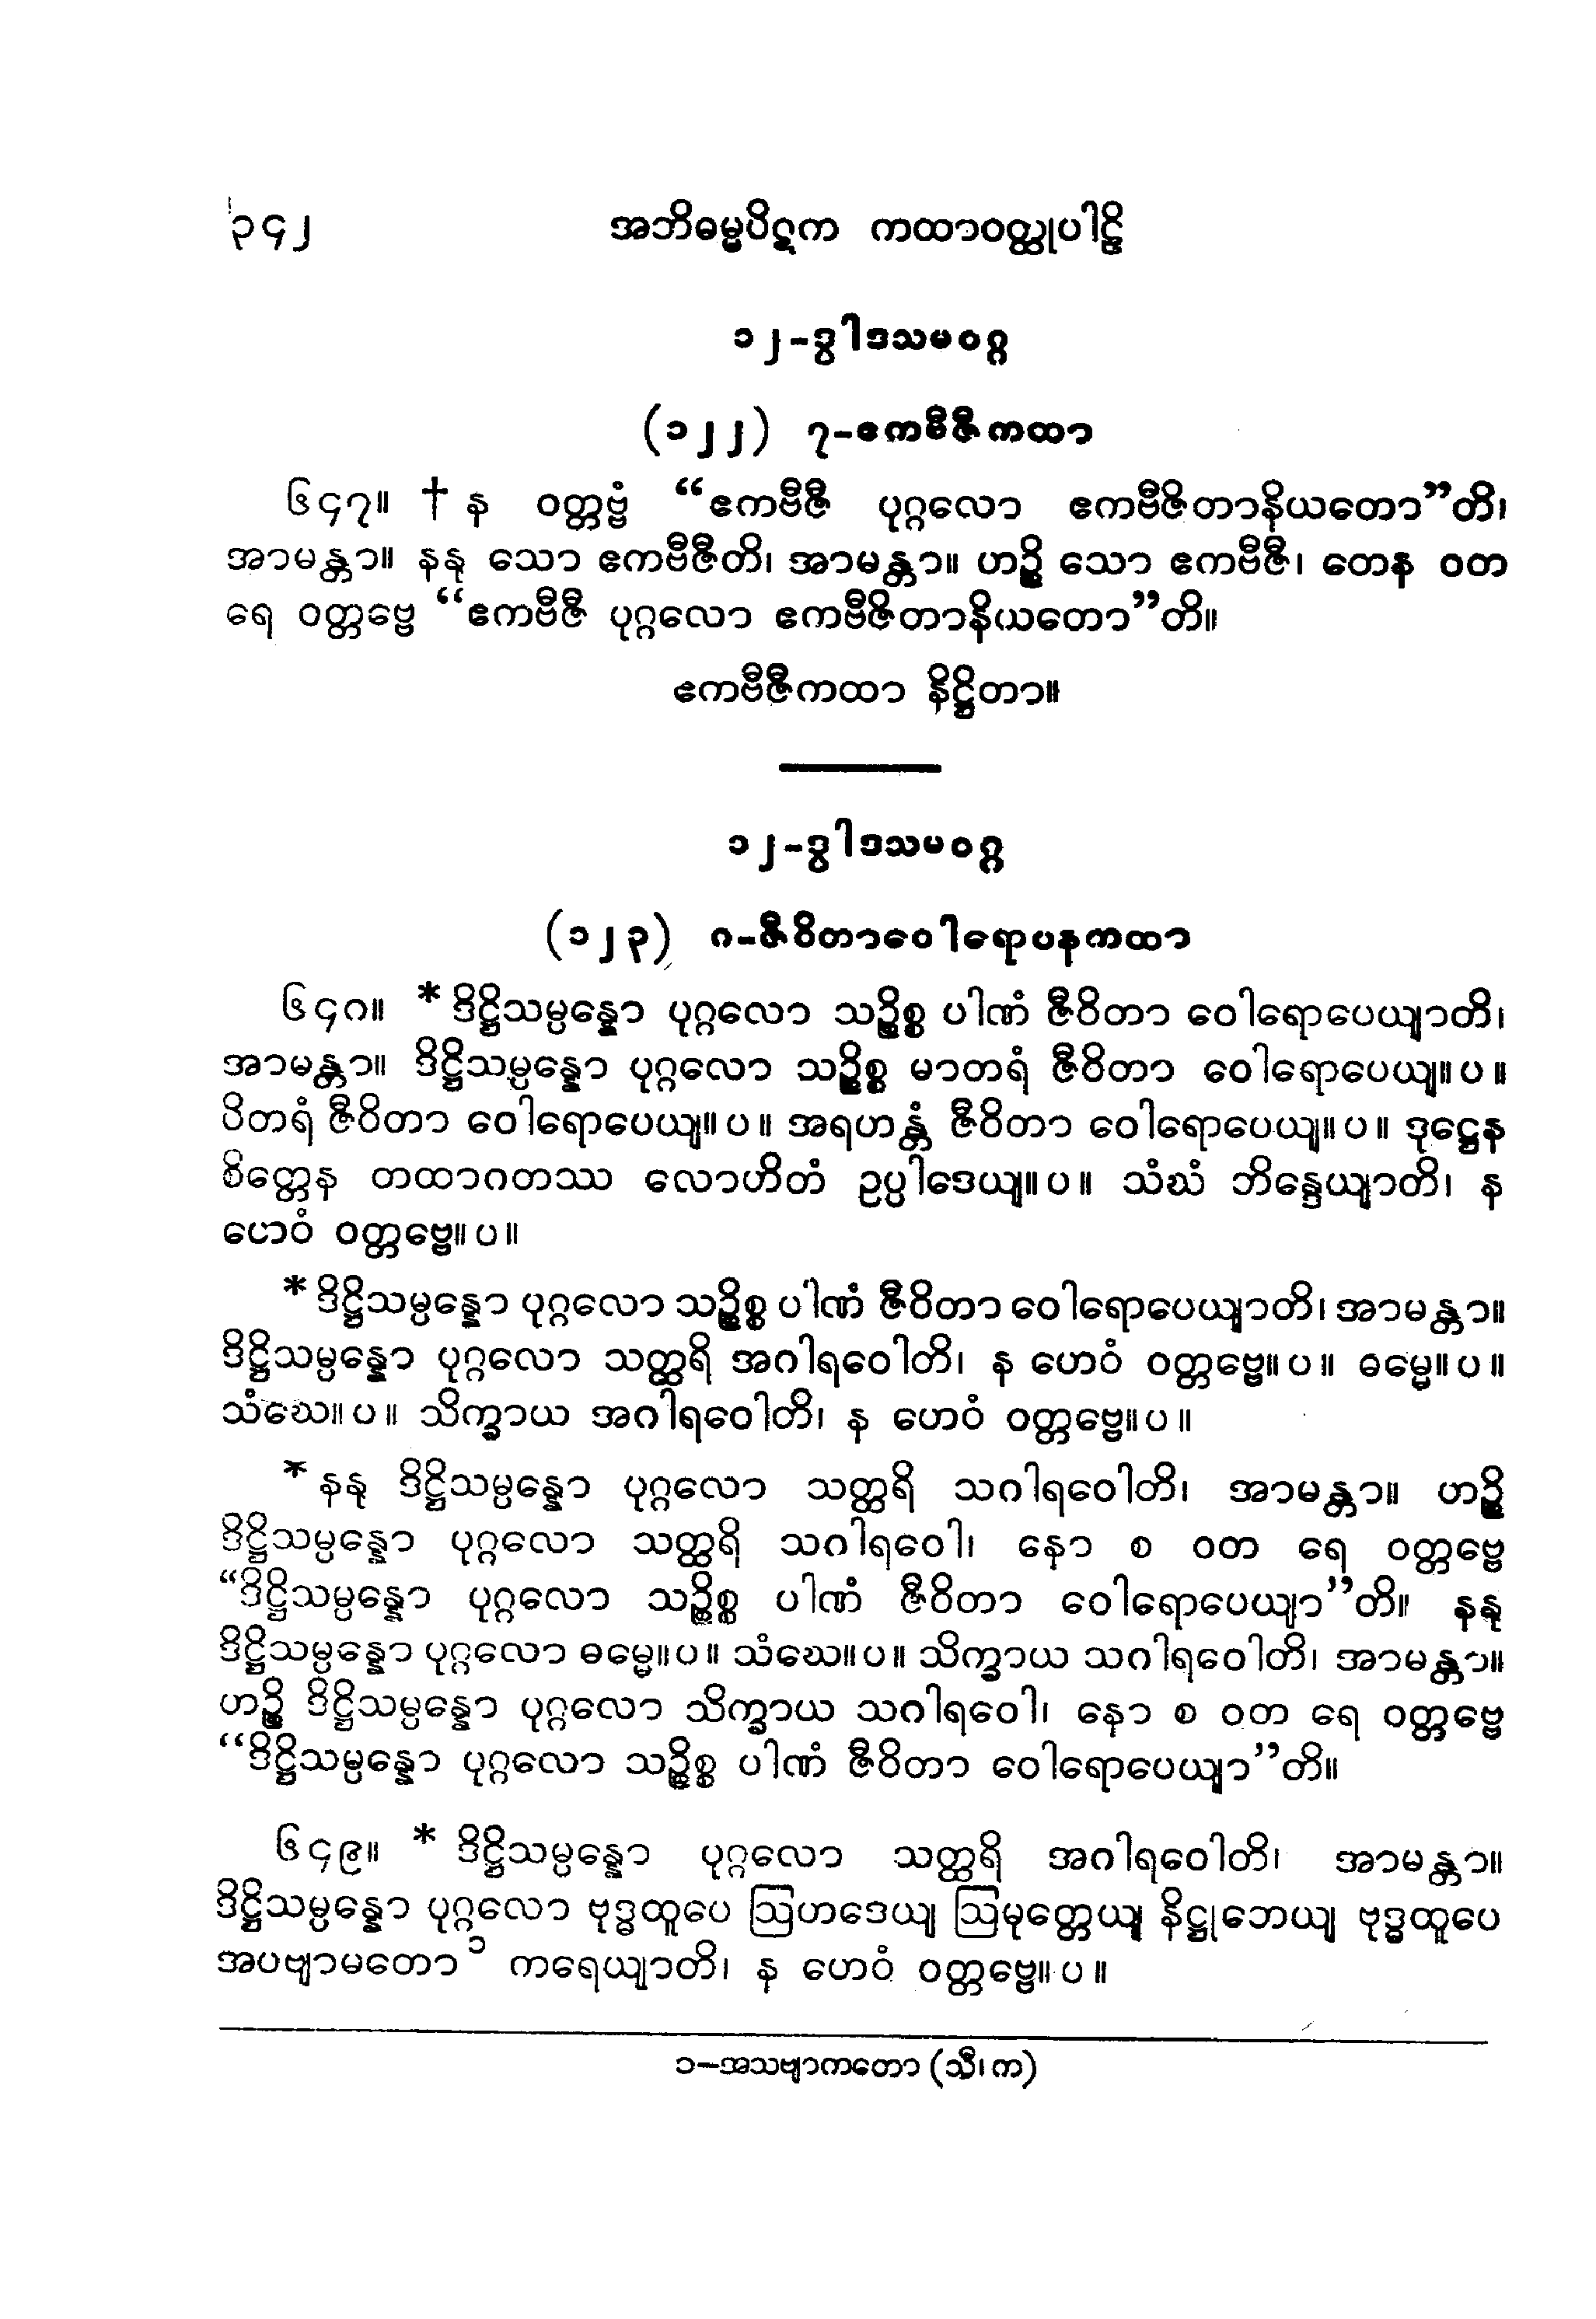 ၃၄၂ အဘိဓမ္မပိဋက ကထာဝတ္ထုပါဠိ
၁၂-ဒွါဒသမဝဂ္ဂ
(၁၂၂) ၇-ဧကဗီဇီကထာ
၆၄၇။ † န ဝတ္တဗ္ဗံ “ဧကဗီဇီ ပုဂ္ဂလော ဧကဗီဇိတာနိယတော”တိ၊
အာမန္တာ။ နနု သော ဧကဗီဇီတိ၊ အာမန္တာ။ ဟဉ္စိ သော ဧကဗီဇီ၊ တေန ဝတ
ရေ ဝတ္တဗ္ဗေ “ဧကဗီဇီ ပုဂ္ဂလော ဧကဗီဇိတာနိယတော”တိ။
ဧကဗီဇီကထာ နိဋ္ဌိတာ။
၁၂-ဒွါဒသမဝဂ္ဂ
(၁၂၃) ၈-ဇီဝိတာဝေါရောပနကထာ
၆၄၈။ * ဒိဋ္ဌိသမ္ပန္နော ပုဂ္ဂလော သဉ္စိစ္စ ပါဏံ ဇီဝိတာ ဝေါရောပေယျာတိ၊
အာမန္တာ။ ဒိဋ္ဌိသမ္ပန္နော ပုဂ္ဂလော သဉ္စိစ္စ မာတရံ ဇီဝိတာ ဝေါရောပေယျ။ ပ ။
ပိတရံ ဇီဝိတာ ဝေါရောပေယျ။ ပ ။ အရဟန္တံ ဇီဝိတာ ဝေါရောပေယျ။ ပ ။ ဒုဋ္ဌေန
စိတ္တေန တထာဂတဿ လောဟိတံ ဥပ္ပါဒေယျ။ ပ ။ သံဃံ ဘိန္ဒေယျာတိ၊ န
ဟေဝံ ဝတ္တဗ္ဗေ။ ပ ။
* ဒိဋ္ဌိသမ္ပန္နော ပုဂ္ဂလော သဉ္စိစ္စ ပါဏံ ဇီဝိတာ ဝေါရောပေယျာတိ၊ အာမန္တာ။
ဒိဋ္ဌိသမ္ပန္နော ပုဂ္ဂလော သတ္ထရိ အဂါရဝေါတိ၊ န ဟေဝံ ဝတ္တဗ္ဗေ။ ပ ။ ဓမ္မေ။ ပ ။
သံဃေ။ ပ ။ သိက္ခာယ အဂါရဝေါတိ၊ န ဟေဝံ ဝတ္တဗ္ဗေ။ ပ ။
* နနု ဒိဋ္ဌိသမ္ပန္နော ပုဂ္ဂလော သတ္ထရိ သဂါရဝေါတိ၊ အာမန္တာ။ ဟဉ္စိ
ဒိဋ္ဌိသမ္ပန္နော ပုဂ္ဂလော သတ္ထရိ သဂါရဝေါ၊ နော စ ဝတ ရေ ဝတ္တဗ္ဗေ
“ဒိဋ္ဌိသမ္ပန္နော ပုဂ္ဂလော သဉ္စိစ္စ ပါဏံ ဇီဝိတာ ဝေါရောပေယျာ”တိ။ နနု
ဒိဋ္ဌိသမ္ပန္နော ပုဂ္ဂလော ဓမ္မေ။ ပ ။ သံဃေ။ ပ ။ သိက္ခာယ သဂါရဝေါတိ၊ အာမန္တာ။
ဟဉ္စိ ဒိဋ္ဌိသမ္ပန္နော ပုဂ္ဂလော သိက္ခာယ သဂါရဝေါ၊ နော စ ဝတ ရေ ဝတ္တဗ္ဗေ
“ဒိဋ္ဌိသမ္ပန္နော ပုဂ္ဂလော သဉ္စိစ္စ ပါဏံ ဇီဝိတာ ဝေါရောပေယျာ”တိ။
၆၄၉။ * ဒိဋ္ဌိသမ္ပန္နော ပုဂ္ဂလော သတ္ထရိ အဂါရဝေါတိ၊ အာမန္တာ။
ဒိဋ္ဌိသမ္ပန္နော ပုဂ္ဂလော ဗုဒ္ဓထူပေ ဩဟဒေယျ ဩမုတ္တေယျ နိဋ္ဌုဘေယျ ဗုဒ္ဓထူပေ
အပဗျာမတော ၁ ကရေယျာတိ၊ န ဟေဝံ ဝတ္တဗ္ဗေ။ ပ ။
၁-အသဗျာကတော (သီ၊ က)